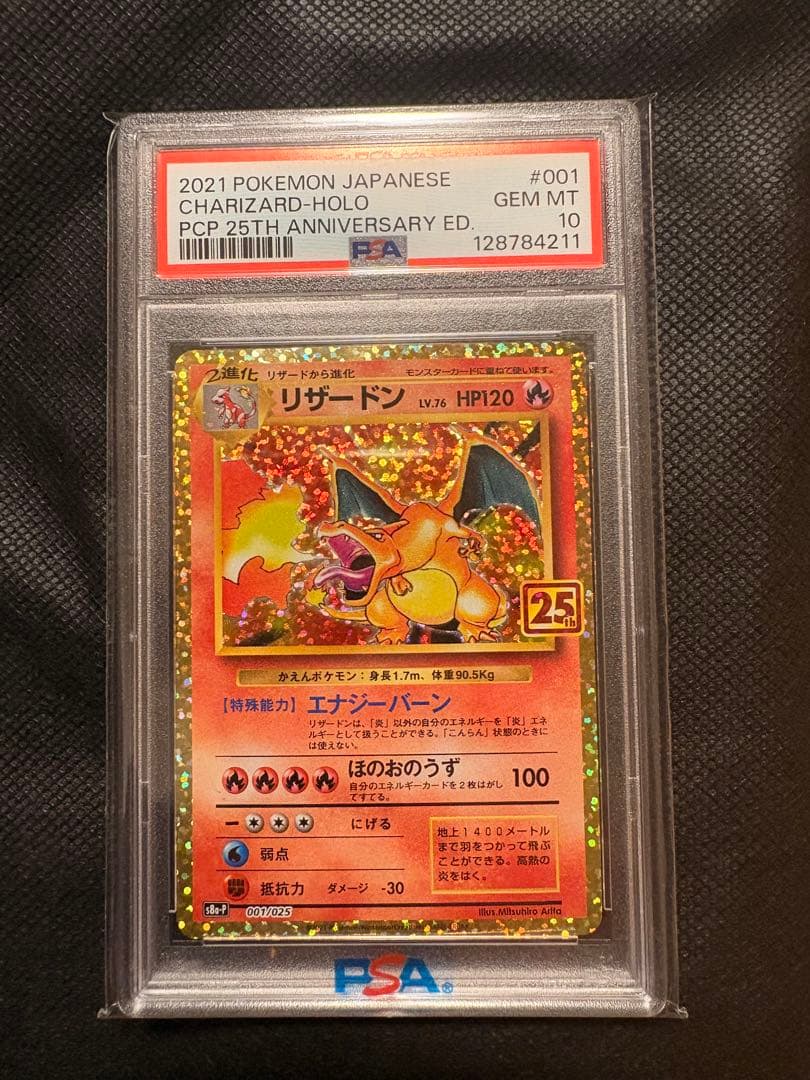 2021 POKEMON JAPANESE #001
CHARIZARD-HOLO GEM MT
PCP 25TH ANNIVERSARY ED. 10
PSA 128784211
2進化 リザードから進化 モンスターカードに重ねて使います。
リザードン LV.76 HP120
25th
かえんポケモン：身長1.7m、体重90.5Kg
【特殊能力】エナジーバーン
リザードンは、「炎」以外の自分のエネルギーを「炎」エネ
ルギーとして扱うことができる。「こんらん」状態のときに
は使えない。
ほのおのうず 100
自分のエネルギーカードを2枚はがし
てすてる。
にげる
弱点
抵抗力 ダメージ -30
地上1400メートル
まで羽をつかって飛ぶ
ことができる。高熱の
炎をはく。
s8a-P 001/025 Illus.Mitsuhiro Arita
PSA®